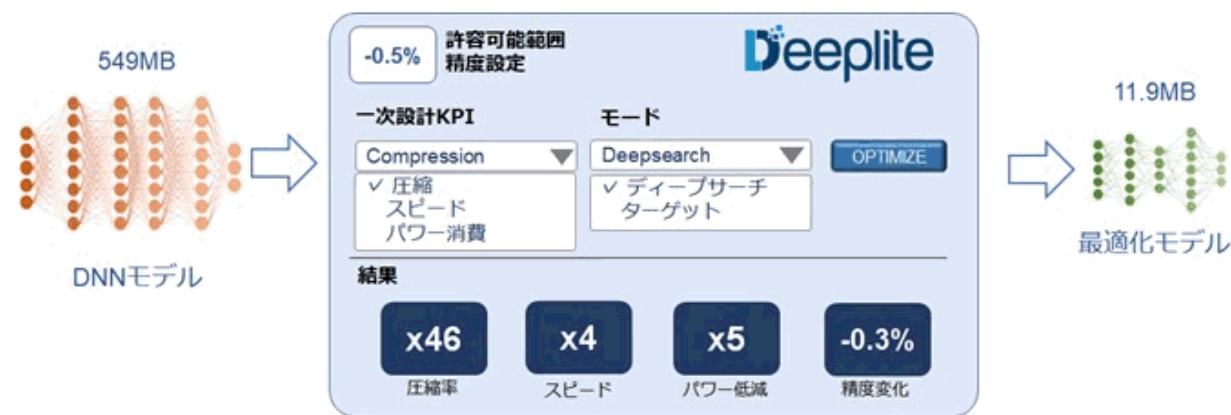 549MB
DNNモデル
-0.5%
許容可能範囲
精度設定
Deeplite
一次設計KPI
モード
Compression
Deepsearch
OPTIMIZE
✓ 圧縮
スピード
パワー消費
✓ ディープサーチ
ターゲット
結果
x46
圧縮率
x4
スピード
x5
パワー低減
-0.3%
精度変化
11.9MB
最適化モデル